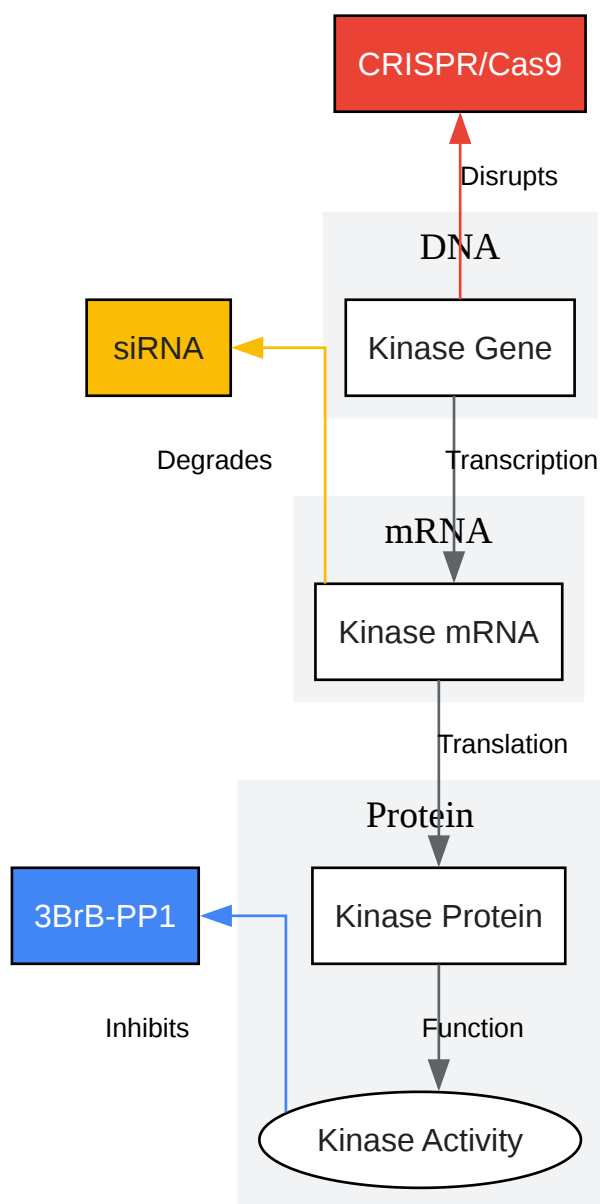 CRISPR/Cas9
Disrupts
DNA
siRNA
Kinase Gene
Degrades
Transcription
mRNA
Kinase mRNA
Translation
Protein
3BrB-PP1
Kinase Protein
Inhibits
Function
Kinase Activity